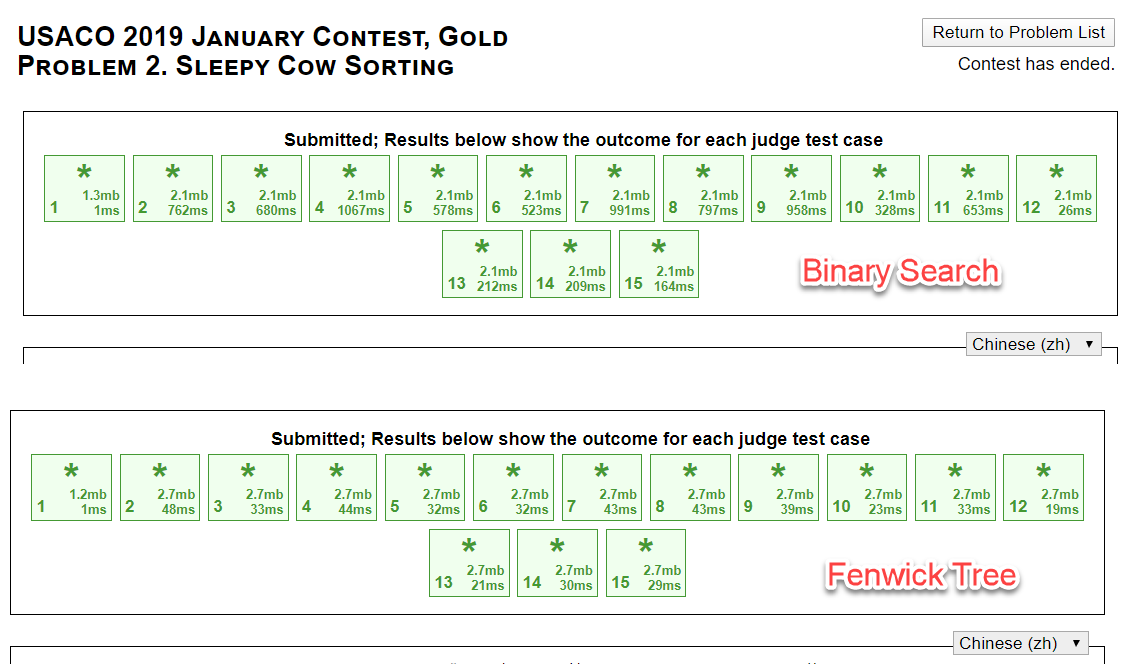 USACO 2019 JANUARY CONTEST, GOLD
PROBLEM 2. SLEEPY COW SORTING
Return to Problem List
Contest has ended.
Submitted; Results below show the outcome for each judge test case
* * * * * * * * * * * *
1.3mb 2.1mb 2.1mb 2.1mb 2.1mb 2.1mb 2.1mb 2.1mb 2.1mb 2.1mb 2.1mb 2.1mb
1 1ms 2 762ms 3 680ms 4 1067ms 5 578ms 6 523ms 7 991ms 8 797ms 9 958ms 10 328ms 11 653ms 12 26ms
* * *
2.1mb 2.1mb 2.1mb
13 212ms 14 209ms 15 164ms
Binary Search
Chinese (zh) ▼
Submitted; Results below show the outcome for each judge test case
* * * * * * * * * * * *
1.2mb 2.7mb 2.7mb 2.7mb 2.7mb 2.7mb 2.7mb 2.7mb 2.7mb 2.7mb 2.7mb 2.7mb
1 1ms 2 48ms 3 33ms 4 44ms 5 32ms 6 32ms 7 43ms 8 43ms 9 39ms 10 23ms 11 33ms 12 19ms
* * *
2.7mb 2.7mb 2.7mb
13 21ms 14 30ms 15 29ms
Fenwick Tree
Chinese (zh) ▼